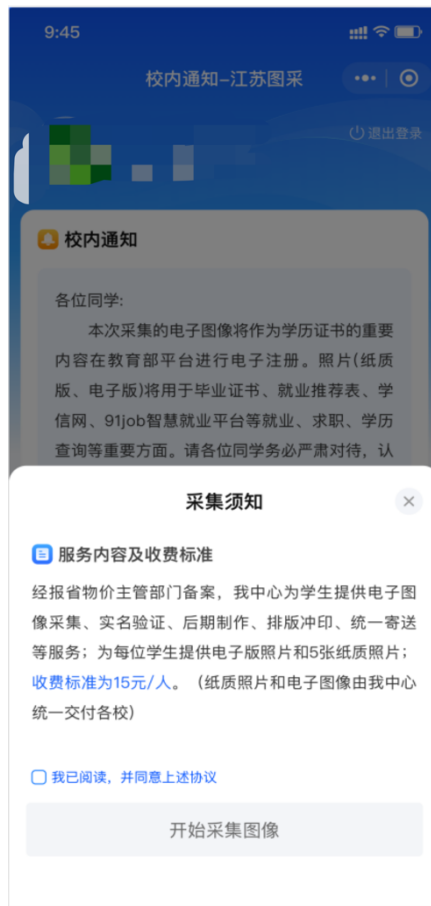 9:45
校内通知-江苏图采
退出登录
校内通知
各位同学:
本次采集的电子图像将作为学历证书的重要
内容在教育部平台进行电子注册。照片(纸质
版、电子版)将用于毕业证书、就业推荐表、学
信网、91job智慧就业平台等就业、求职、学历
查询等重要方面。请各位同学务必严肃对待，认
采集须知
服务内容及收费标准
经报省物价主管部门备案，我中心为学生提供电子图
像采集、实名验证、后期制作、排版冲印、统一寄送
等服务；为每位学生提供电子版照片和5张纸质照片；
收费标准为15元/人。（纸质照片和电子图像由我中心
统一交付各校）
我已阅读，并同意上述协议
开始采集图像